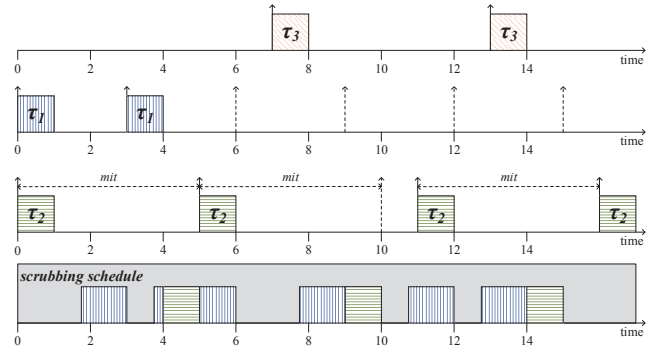 τ3 τ3
0 2 4 6 8 10 12 14 time
τ1 τ1
0 2 4 6 8 10 12 14 time
mit mit mit
τ2 τ2 τ2 τ2
0 2 4 6 8 10 12 14 time
scrubbing schedule
0 2 4 6 8 10 12 14 time